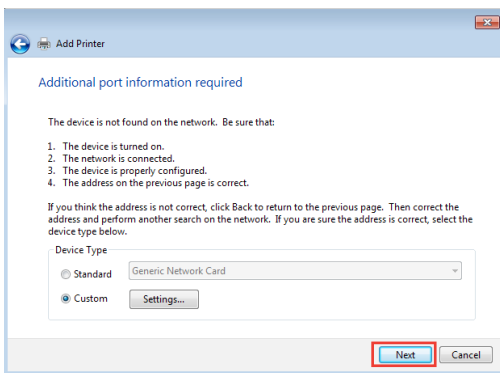 Add Printer
Additional port information required
The device is not found on the network. Be sure that:
1. The device is turned on.
2. The network is connected.
3. The device is properly configured.
4. The address on the previous page is correct.
If you think the address is not correct, click Back to return to the previous page. Then correct the
address and perform another search on the network. If you are sure the address is correct, select the
device type below.
Device Type
Standard Generic Network Card
Custom Settings...
Next Cancel